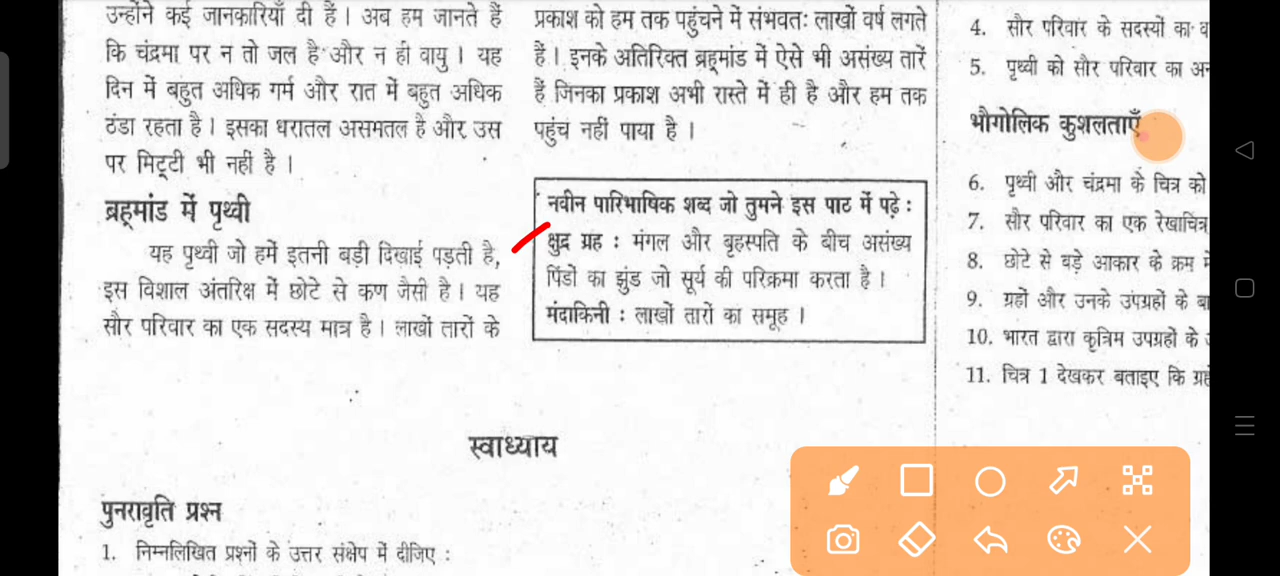 उन्होंने कई जानकारियाँ दी हैं। अब हम जानते हैं
कि चंद्रमा पर न तो जल है और न ही वायु। यह
दिन में बहुत अधिक गर्म और रात में बहुत अधिक
ठंडा रहता है। इसका धरातल असमतल है और उस
पर मिट्टी भी नहीं है।
ब्रह्मांड में पृथ्वी
यह पृथ्वी जो हमें इतनी बड़ी दिखाई पड़ती है,
इस विशाल अंतरिक्ष में छोटे से कण जैसी है। यह
सौर परिवार का एक सदस्य मात्र है। लाखों तारों के
प्रकाश को हम तक पहुंचने में संभवतः लाखों वर्ष लगते
हैं। इनके अतिरिक्त ब्रह्मांड में ऐसे भी असंख्य तारें
हैं जिनका प्रकाश अभी रास्ते में ही है और हम तक
पहुंच नहीं पाया है।
नवीन पारिभाषिक शब्द जो तुमने इस पाठ में पढ़े :
क्षुद्र ग्रह : मंगल और बृहस्पति के बीच असंख्य
पिंडों का झुंड जो सूर्य की परिक्रमा करता है।
मंदाकिनी : लाखों तारों का समूह।
स्वाध्याय
पुनरावृति प्रश्न
1. निम्नलिखित प्रश्नों के उत्तर संक्षेप में दीजिए :
4. सौर परिवार के सदस्यों का
5. पृथ्वी को सौर परिवार का
भौगोलिक कुशलताएँ
6. पृथ्वी और चंद्रमा के चित्र को
7. सौर परिवार का एक रेखाचित्र
8. छोटे से बड़े आकार के क्रम
9. ग्रहों और उनके उपग्रहों के
10. भारत द्वारा कृत्रिम उपग्रहों के
11. चित्र 1 देखकर बताइए कि